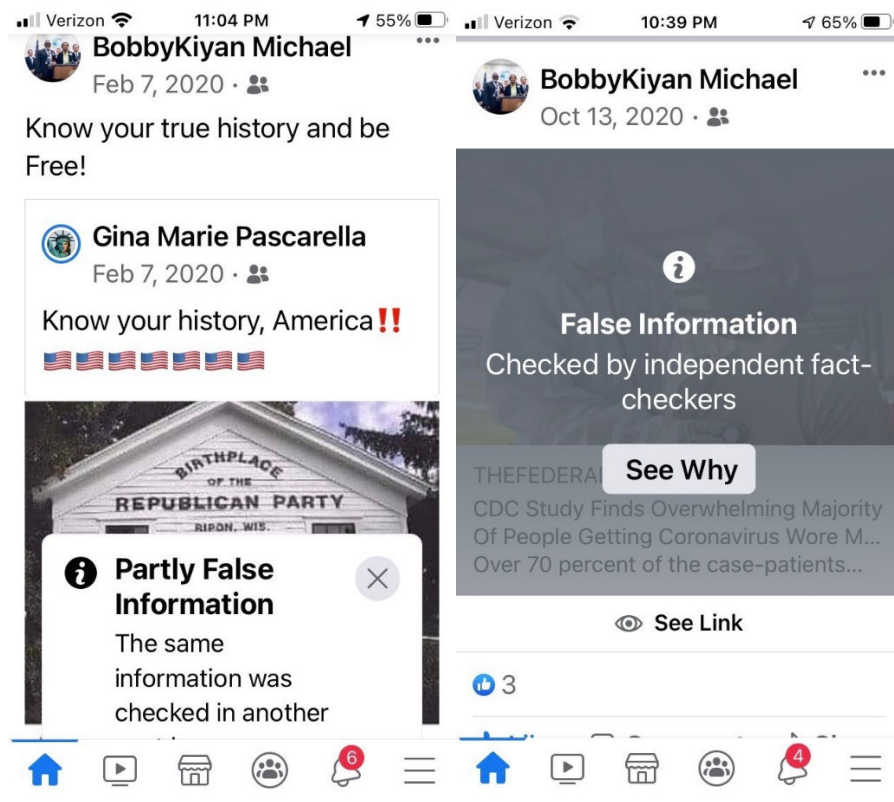 Verizon 11:04 PM 55%
BobbyKiyan Michael
Feb 7, 2020 ·
Know your true history and be
Free!
Gina Marie Pascarella
Feb 7, 2020 ·
Know your history, America‼️
🇺🇸🇺🇸🇺🇸🇺🇸🇺🇸🇺🇸🇺🇸
BIRTHPLACE
OF THE
REPUBLICAN PARTY
RIPON, WIS.
Partly False
Information
The same
information was
checked in another
6
Verizon 10:39 PM 65%
BobbyKiyan Michael
Oct 13, 2020 ·
False Information
Checked by independent fact-
checkers
See Why
THEFEDERA
CDC Study Finds Overwhelming Majority
Of People Getting Coronavirus Wore M...
Over 70 percent of the case-patients...
See Link
3
4